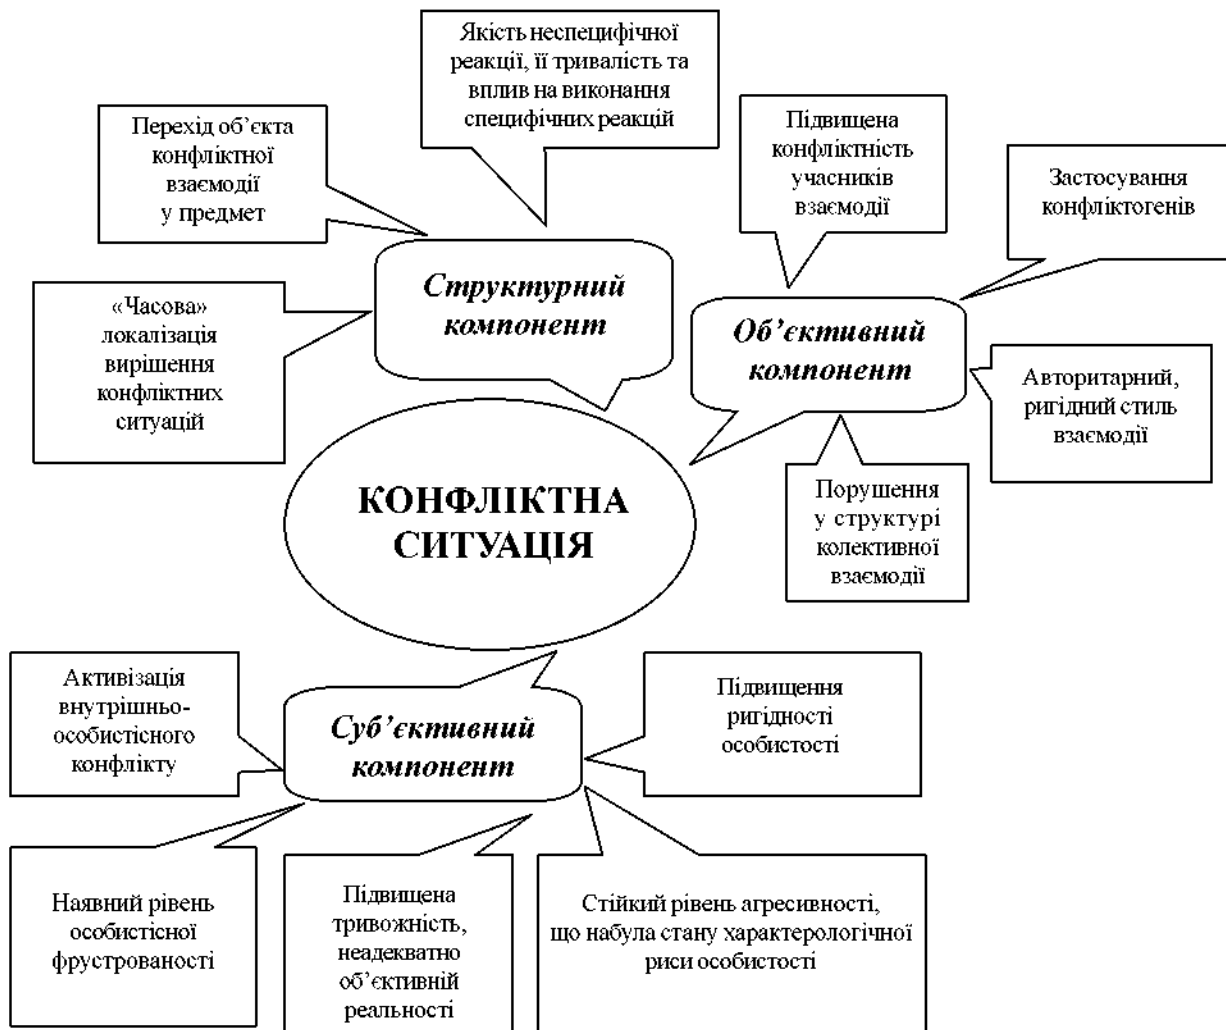 Якість неспецифічної
реакції, її тривалість та
вплив на виконання
специфічних реакцій
Перехід об’єкта
конфліктної
взаємодії
у предмет
Підвищена
конфліктність
учасників
взаємодії
Застосування
конфліктогенів
«Часова»
локалізація
вирішення
конфліктних
ситуацій
Структурний
компонент
Об’єктивний
компонент
Авторитарний,
ригідний стиль
взаємодії
Порушення
у структурі
колективної
взаємодії
КОНФЛІКТНА
СИТУАЦІЯ
Активізація
внутрішньо-
особистісного
конфлікту
Суб’єктивний
компонент
Підвищення
ригідності
особистості
Наявний рівень
особистісної
фрустрованості
Підвищена
тривожність,
неадекватно
об’єктивній
реальності
Стійкий рівень агресивності,
що набула стану характерологічної
риси особистості